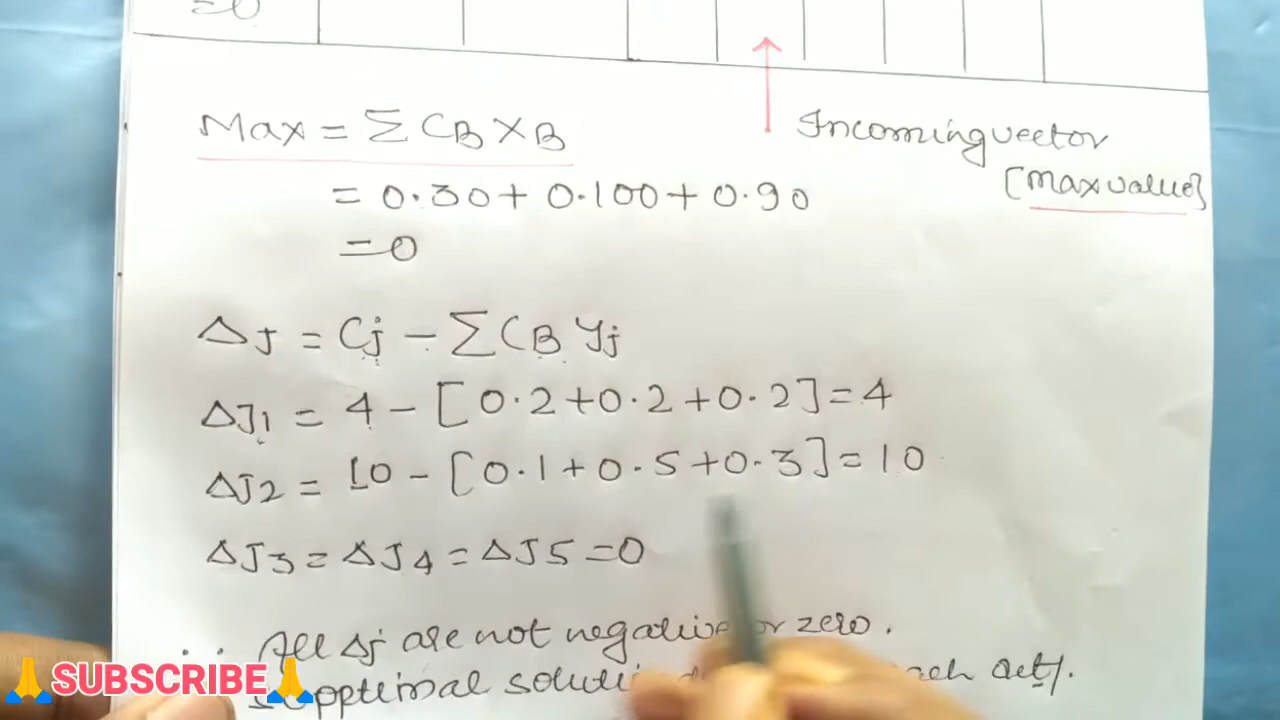 =0
Max = Σ CB XB
Incoming vector
[Max value]
= 0.30 + 0.100 + 0.90
= 0
ΔJ = Cj - Σ CB Yj
ΔJ1 = 4 - [0.2 + 0.2 + 0.2] = 4
ΔJ2 = 10 - [0.1 + 0.5 + 0.3] = 10
ΔJ3 = ΔJ4 = ΔJ5 = 0
∴ All Δj are not negative or zero.
optimal
🙏SUBSCRIBE🙏